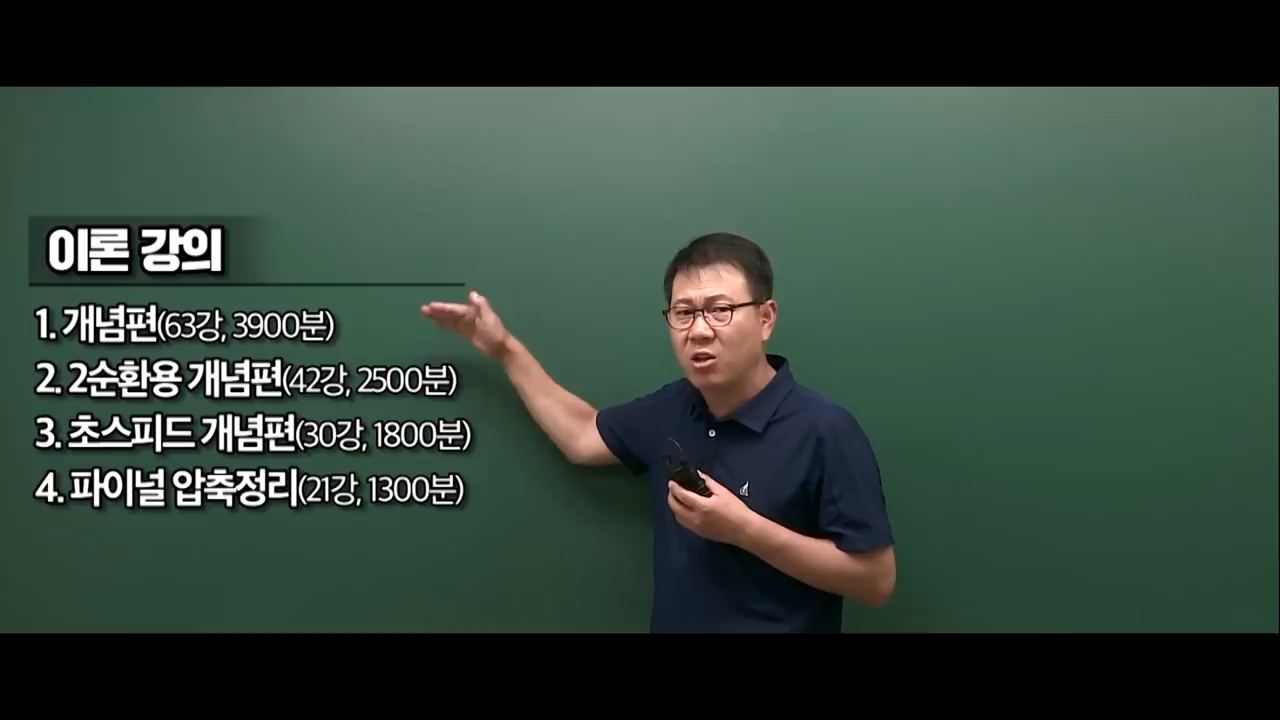 이론 강의
1. 개념편(63강, 3900분)
2. 2순환용 개념편(42강, 2500분)
3. 초스피드 개념편(30강, 1800분)
4. 파이널 압축정리(21강, 1300분)